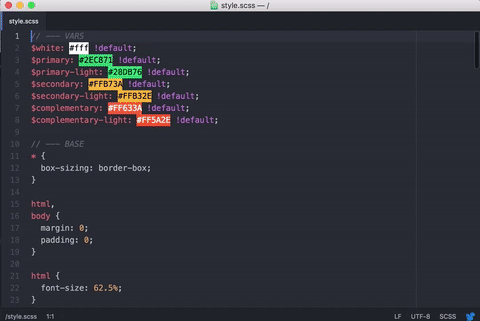 style.scss — /
style.scss
1 // ——— VARS
2 $white: #fff !default;
3 $primary: #2EC871 !default;
4 $primary-light: #28DB76 !default;
5 $secondary: #FFB73A !default;
6 $secondary-light: #FFB32E !default;
7 $complementary: #FF633A !default;
8 $complementary-light: #FF5A2E !default;
9
10 // ——— BASE
11 * {
12 box-sizing: border-box;
13 }
14
15 html,
16 body {
17 margin: 0;
18 padding: 0;
19 }
20
21 html {
22 font-size: 62.5%;
23 }
/style.scss 1:1 LF UTF-8 SCSS